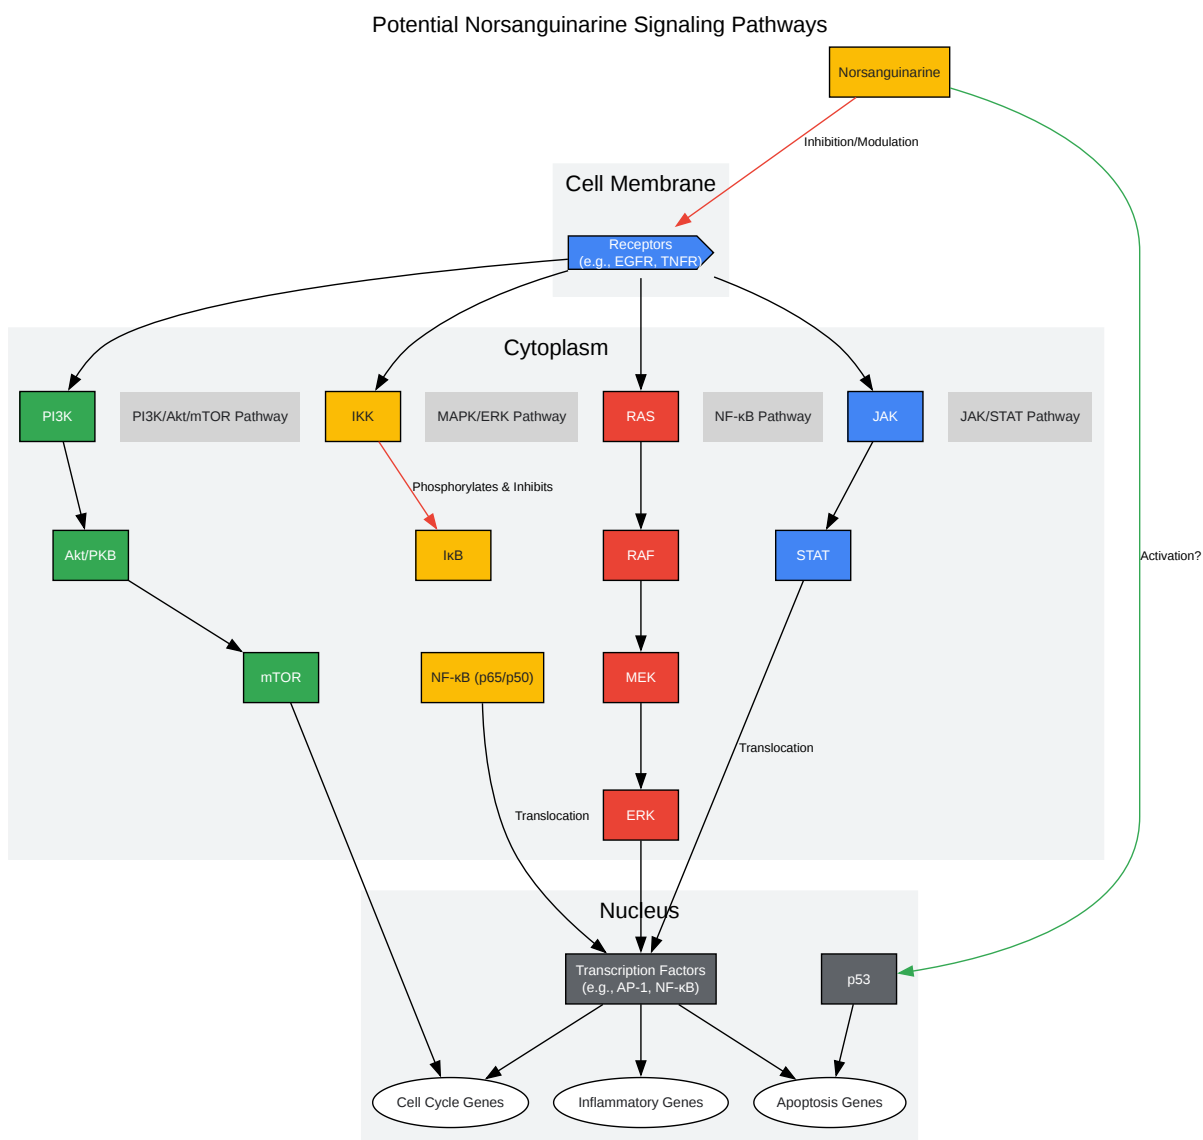 Potential Norsanguinarine Signaling Pathways
Norsanguinarine
Inhibition/Modulation
Cell Membrane
Receptors
(e.g., EGFR, TNFR)
Cytoplasm
PI3K
PI3K/Akt/mTOR Pathway
IKK
MAPK/ERK Pathway
RAS
NF-κB Pathway
JAK
JAK/STAT Pathway
Phosphorylates & Inhibits
Akt/PKB
IκB
RAF
STAT
Activation?
mTOR
NF-κB (p65/p50)
MEK
Translocation
Translocation
ERK
Nucleus
Transcription Factors
(e.g., AP-1, NF-κB)
p53
Cell Cycle Genes
Inflammatory Genes
Apoptosis Genes